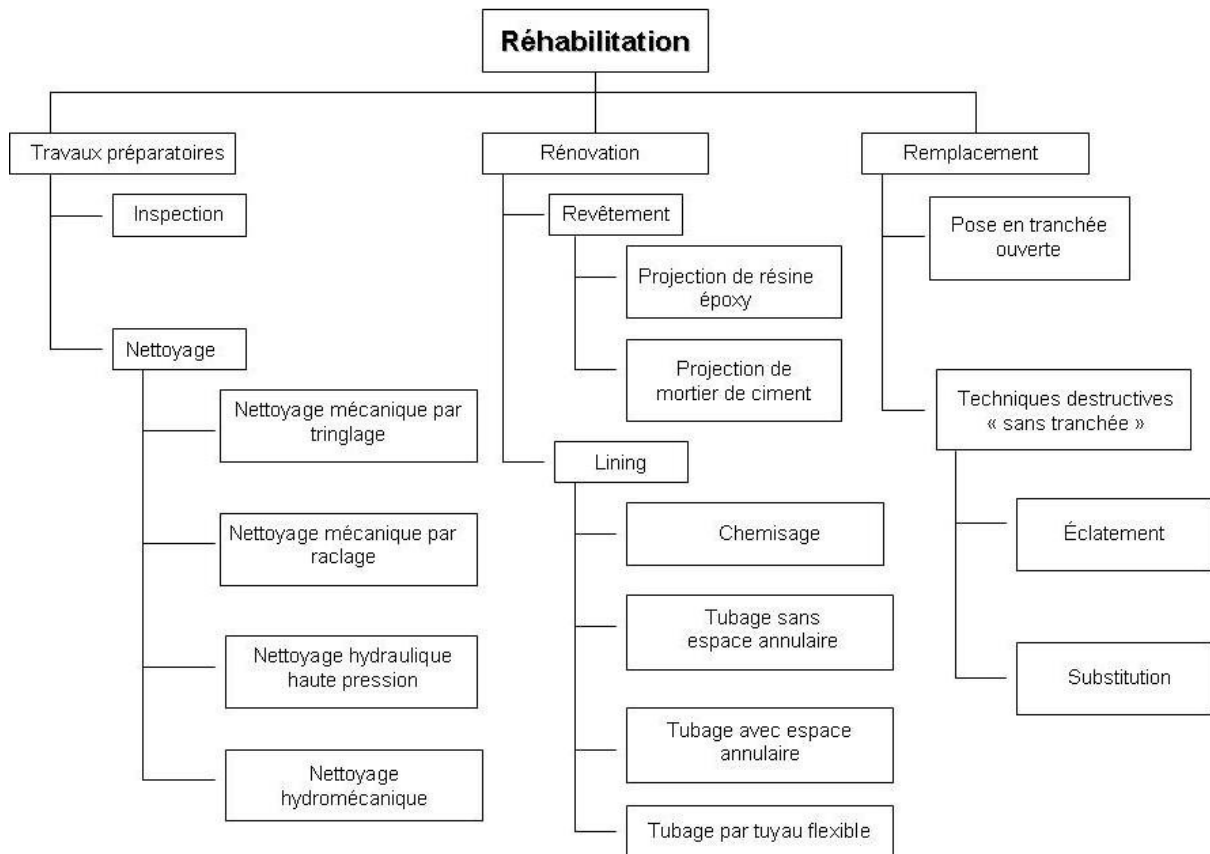 Réhabilitation
Travaux préparatoires
Inspection
Nettoyage
Nettoyage mécanique par
tringlage
Nettoyage mécanique par
raclage
Nettoyage hydraulique
haute pression
Nettoyage
hydromécanique
Rénovation
Revêtement
Projection de résine
époxy
Projection de
mortier de ciment
Lining
Chemisage
Tubage sans
espace annulaire
Tubage avec espace
annulaire
Tubage par tuyau flexible
Remplacement
Pose en tranchée
ouverte
Techniques destructives
« sans tranchée »
Éclatement
Substitution